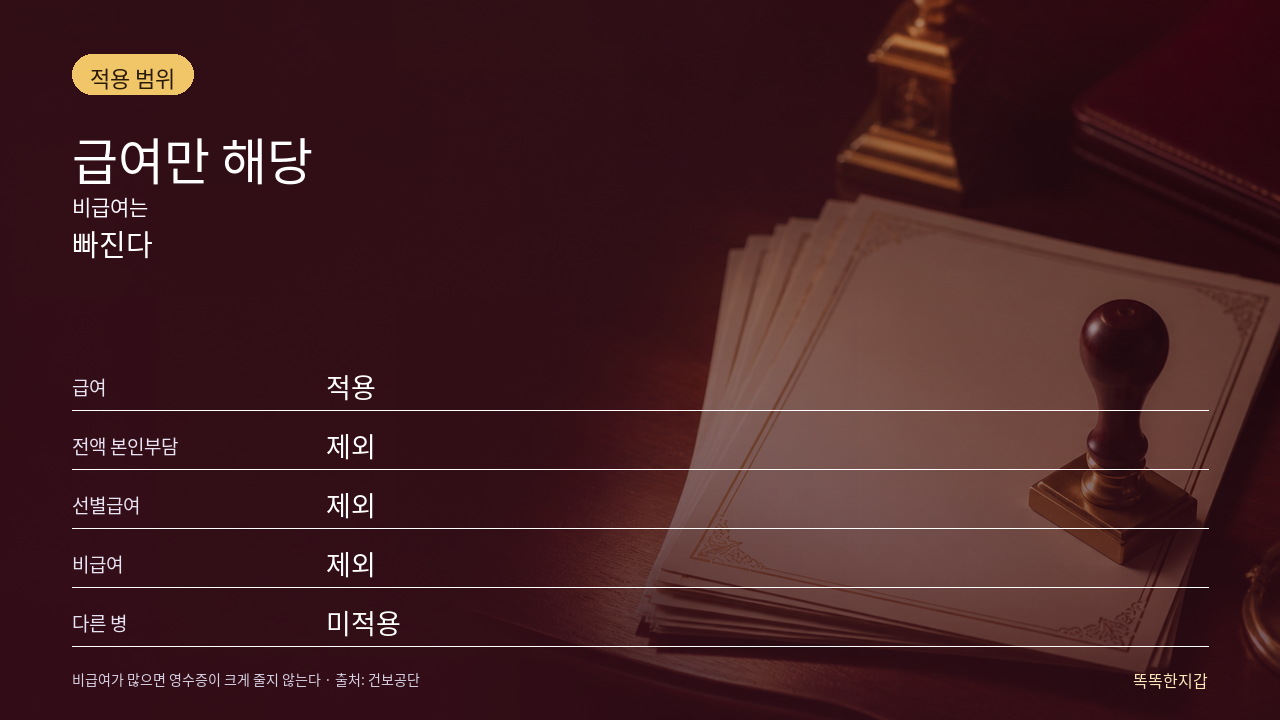 적용 범위
급여만 해당
비급여는
빠진다
급여 적용
전액 본인부담 제외
선별급여 제외
비급여 제외
다른 병 미적용
비급여가 많으면 영수증이 크게 줄지 않는다 · 출처: 건보공단
똑똑한지갑